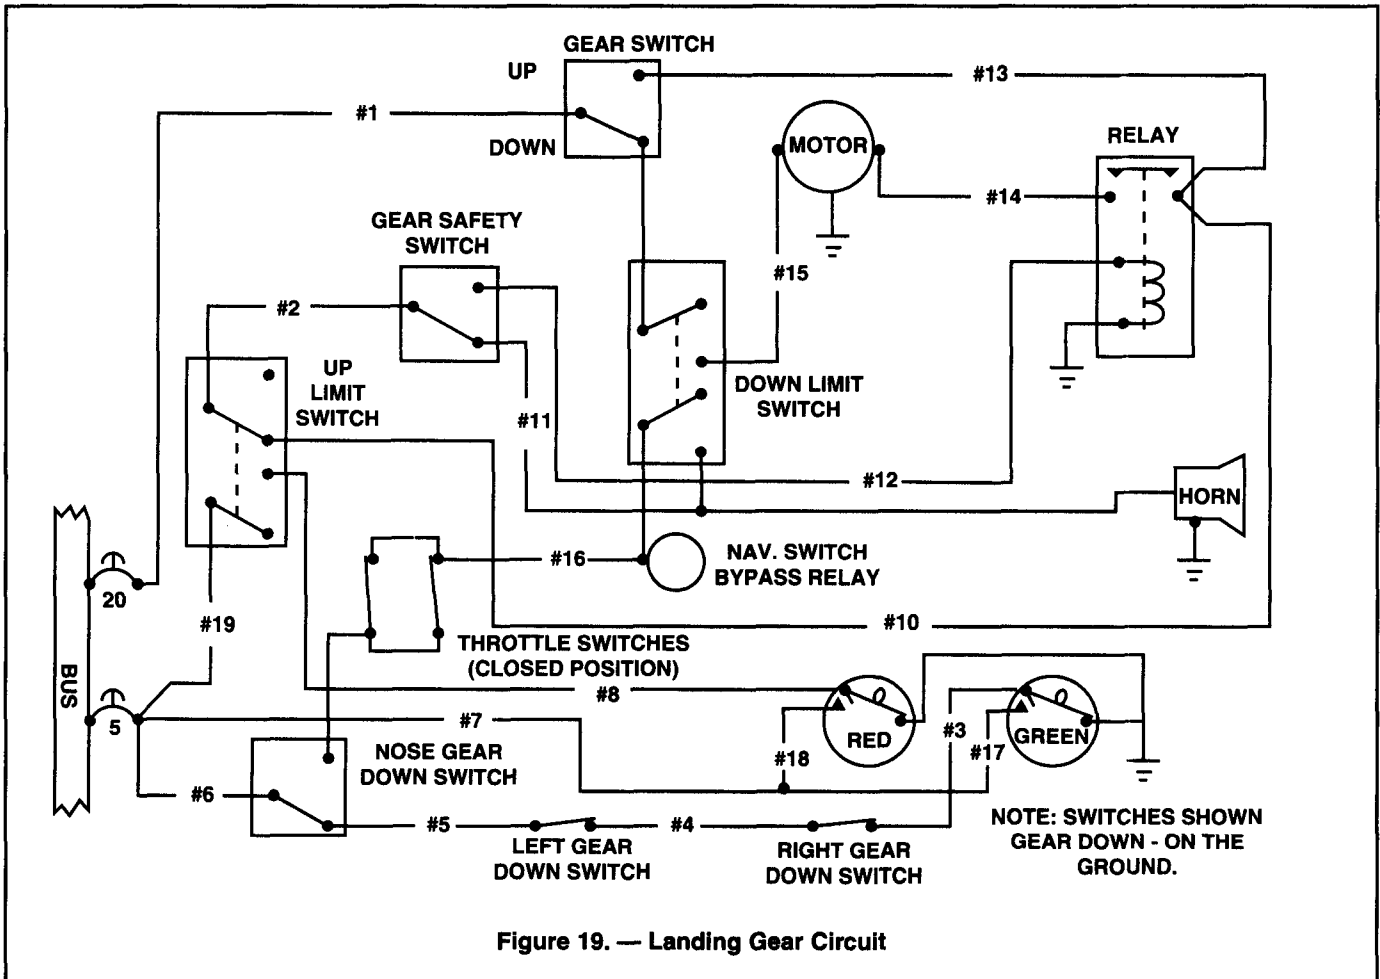 GEAR SWITCH
UP
DOWN
#1
#13
MOTOR
RELAY
#14
GEAR SAFETY
SWITCH
#15
#2
UP
LIMIT
SWITCH
DOWN LIMIT
SWITCH
#11
#12
HORN
NAV. SWITCH
BYPASS RELAY
#16
20
#19
#10
THROTTLE SWITCHES
(CLOSED POSITION)
BUS
#8
5
#7
RED
#3
GREEN
#17
#18
NOSE GEAR
DOWN SWITCH
#6
#5
#4
LEFT GEAR
DOWN SWITCH
RIGHT GEAR
DOWN SWITCH
NOTE: SWITCHES SHOWN
GEAR DOWN - ON THE
GROUND.
Figure 19. — Landing Gear Circuit